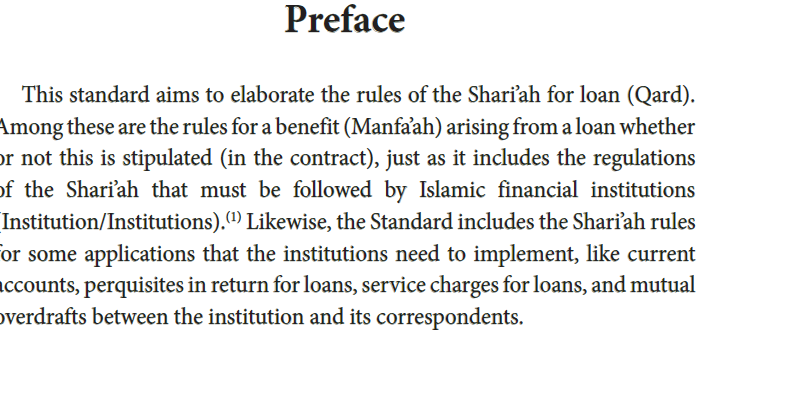 Preface
This standard aims to elaborate the rules of the Shari’ah for loan (Qard).
Among these are the rules for a benefit (Manfa’ah) arising from a loan whether
or not this is stipulated (in the contract), just as it includes the regulations
of the Shari’ah that must be followed by Islamic financial institutions
(Institution/Institutions).(1) Likewise, the Standard includes the Shari’ah rules
for some applications that the institutions need to implement, like current
accounts, perquisites in return for loans, service charges for loans, and mutual
overdrafts between the institution and its correspondents.